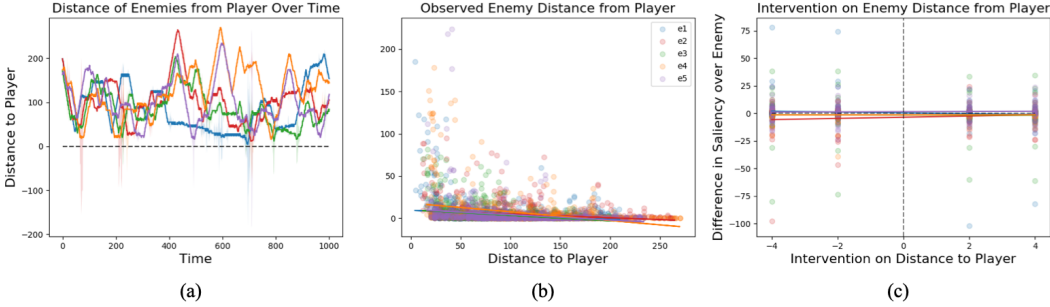 Distance of Enemies from Player Over Time
Distance to Player
200
100
0
−100
−200
0
200
400
600
800
1000
Time
(a)
Observed Enemy Distance from Player
e1
e2
e3
e4
e5
200
150
100
50
0
0
50
100
150
200
250
Distance to Player
(b)
Intervention on Enemy Distance from Player
Difference in Saliency over Enemy
75
50
25
0
−25
−50
−75
−100
−4
−2
0
2
4
Intervention on Distance to Player
(c)